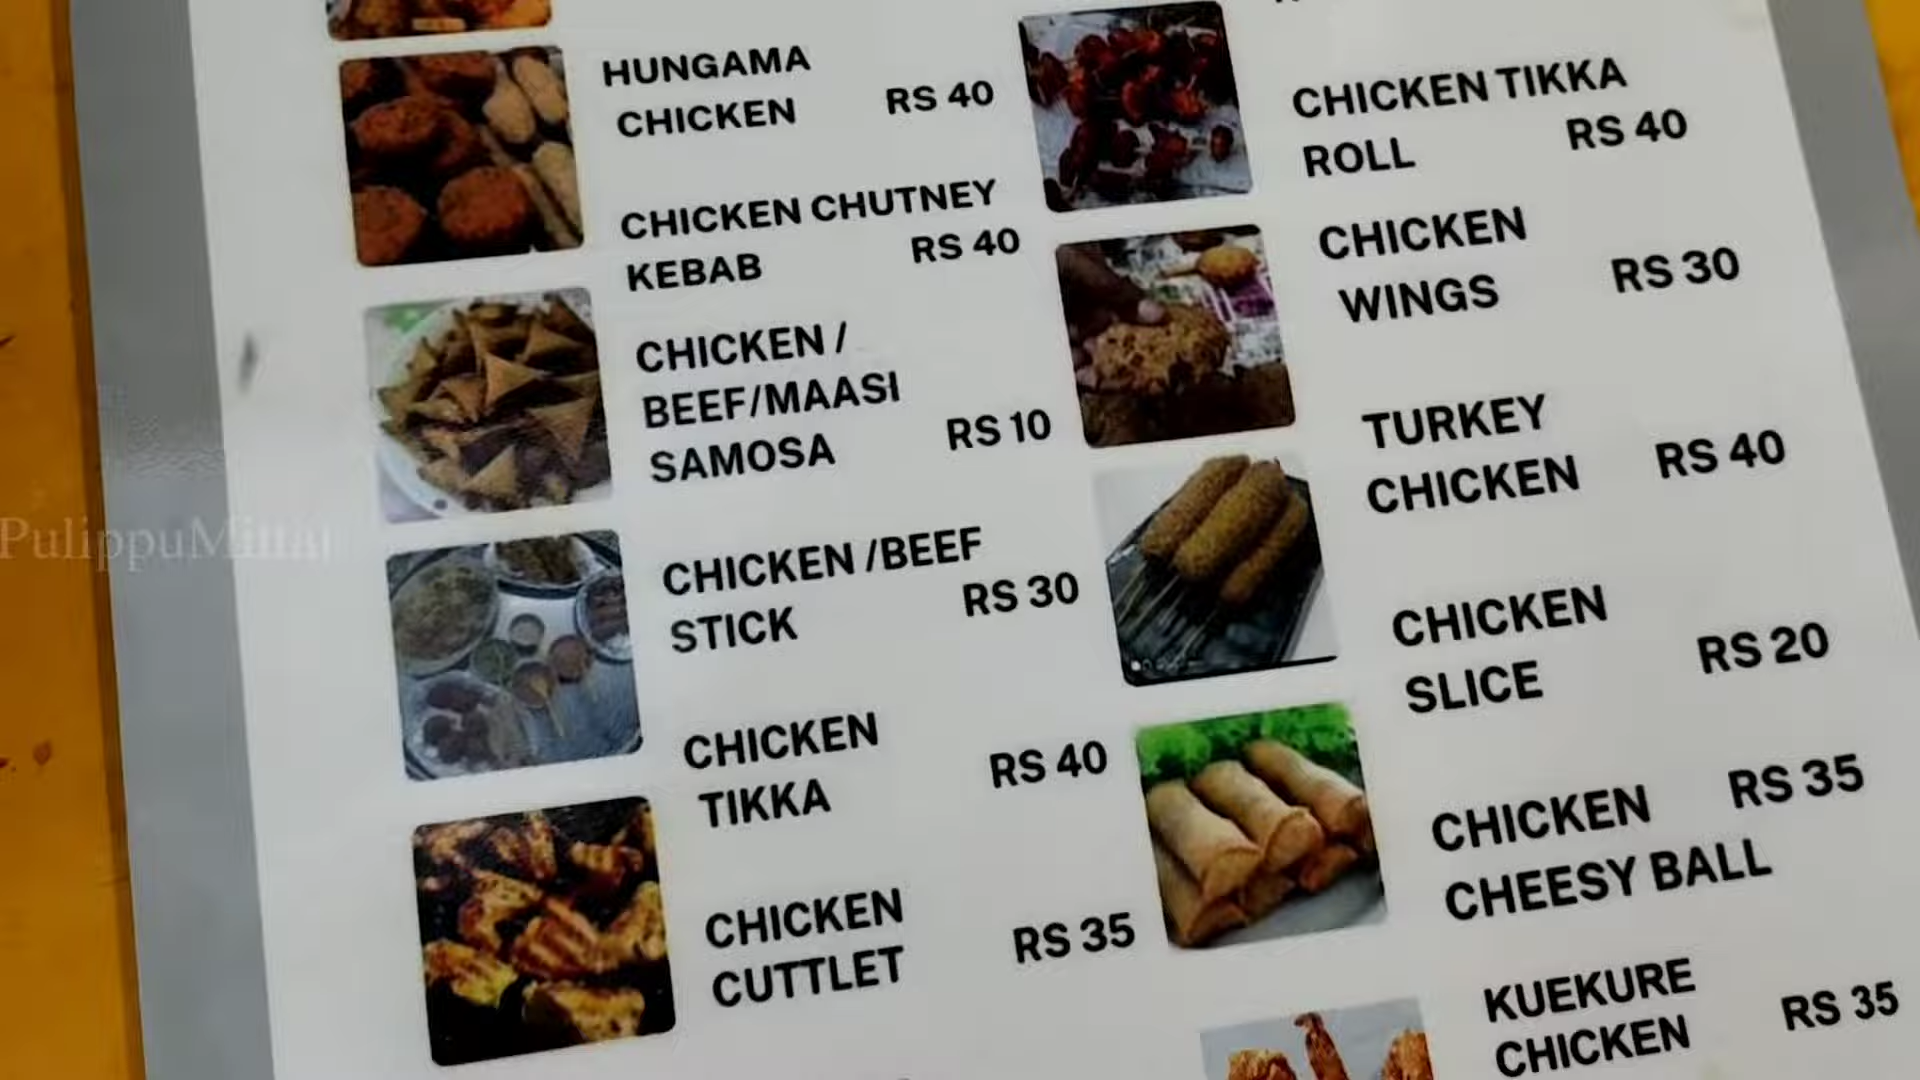 HUNGAMA
CHICKEN RS 40
CHICKEN CHUTNEY
KEBAB RS 40
CHICKEN /
BEEF/MAASI
SAMOSA RS 10
CHICKEN /BEEF
STICK RS 30
CHICKEN
TIKKA RS 40
CHICKEN
CUTTLET RS 35
CHICKEN TIKKA
ROLL RS 40
CHICKEN
WINGS RS 30
TURKEY
CHICKEN RS 40
CHICKEN
SLICE RS 20
CHICKEN RS 35
CHEESY BALL
KUEKURE
CHICKEN RS 35
PulippuMittai